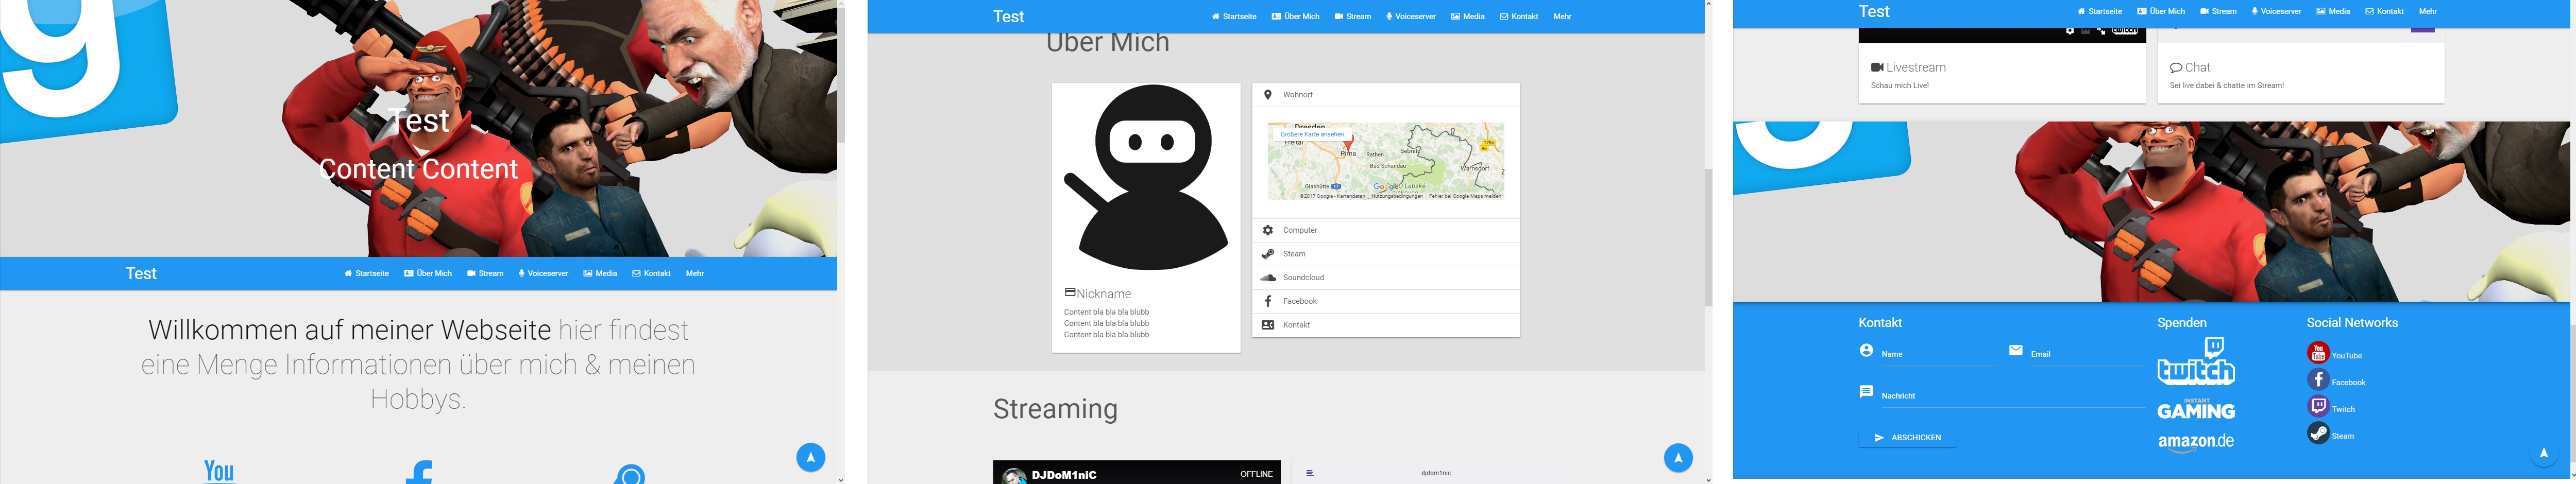 g
Test
Content Content
Test
Startseite
Über Mich
Stream
Voiceserver
Media
Kontakt
Mehr
Willkommen auf meiner Webseite hier findest
eine Menge Informationen über mich & meinen
Hobbys.
You
Test
Startseite
Über Mich
Stream
Voiceserver
Media
Kontakt
Mehr
Über Mich
Nickname
Content bla bla bla blubb
Content bla bla bla blubb
Content bla bla bla blubb
Wohnort
Dresden
Größere Karte ansehen
Freital
Pirna
Rathen
Sebnitz
Bad Schandau
Warnsdorf
Glashütte
Google
©2017 Google - Kartendaten
Nutzungsbedingungen
Fehler bei Google Maps melden
Computer
Steam
Soundcloud
Facebook
Kontakt
Streaming
DJDoM1niC
OFFLINE
djdom1nic
Test
Startseite
Über Mich
Stream
Voiceserver
Media
Kontakt
Mehr
twitch
Livestream
Schau mich Live!
Chat
Sei live dabei & chatte im Stream!
Kontakt
Name
Email
Nachricht
ABSCHICKEN
Spenden
twitch
INSTANT
GAMING
amazon.de
Social Networks
You
Tube
YouTube
Facebook
Twitch
Steam